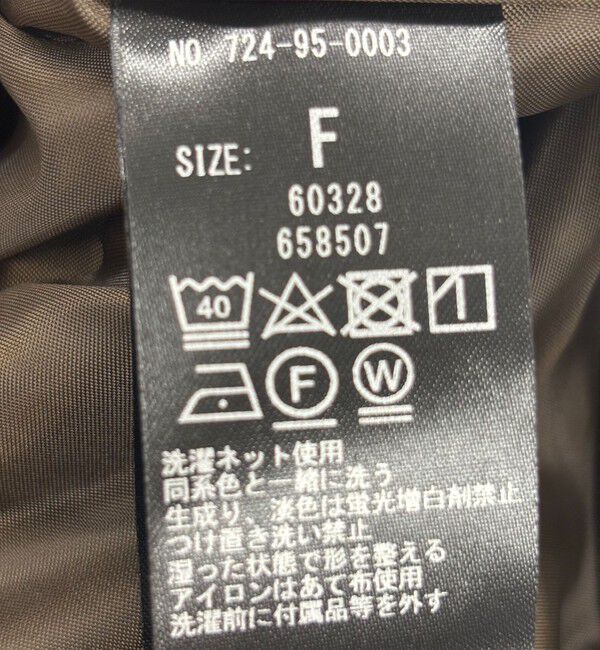 NO 724-95-0003
SIZE: F
60328
658507
40
F W
洗濯ネット使用
同系色と一緒に洗う
生成り、淡色は蛍光増白剤禁止
つけ置き洗い禁止
湿った状態で形を整える
アイロンはあて布使用
洗濯前に付属品等を外す